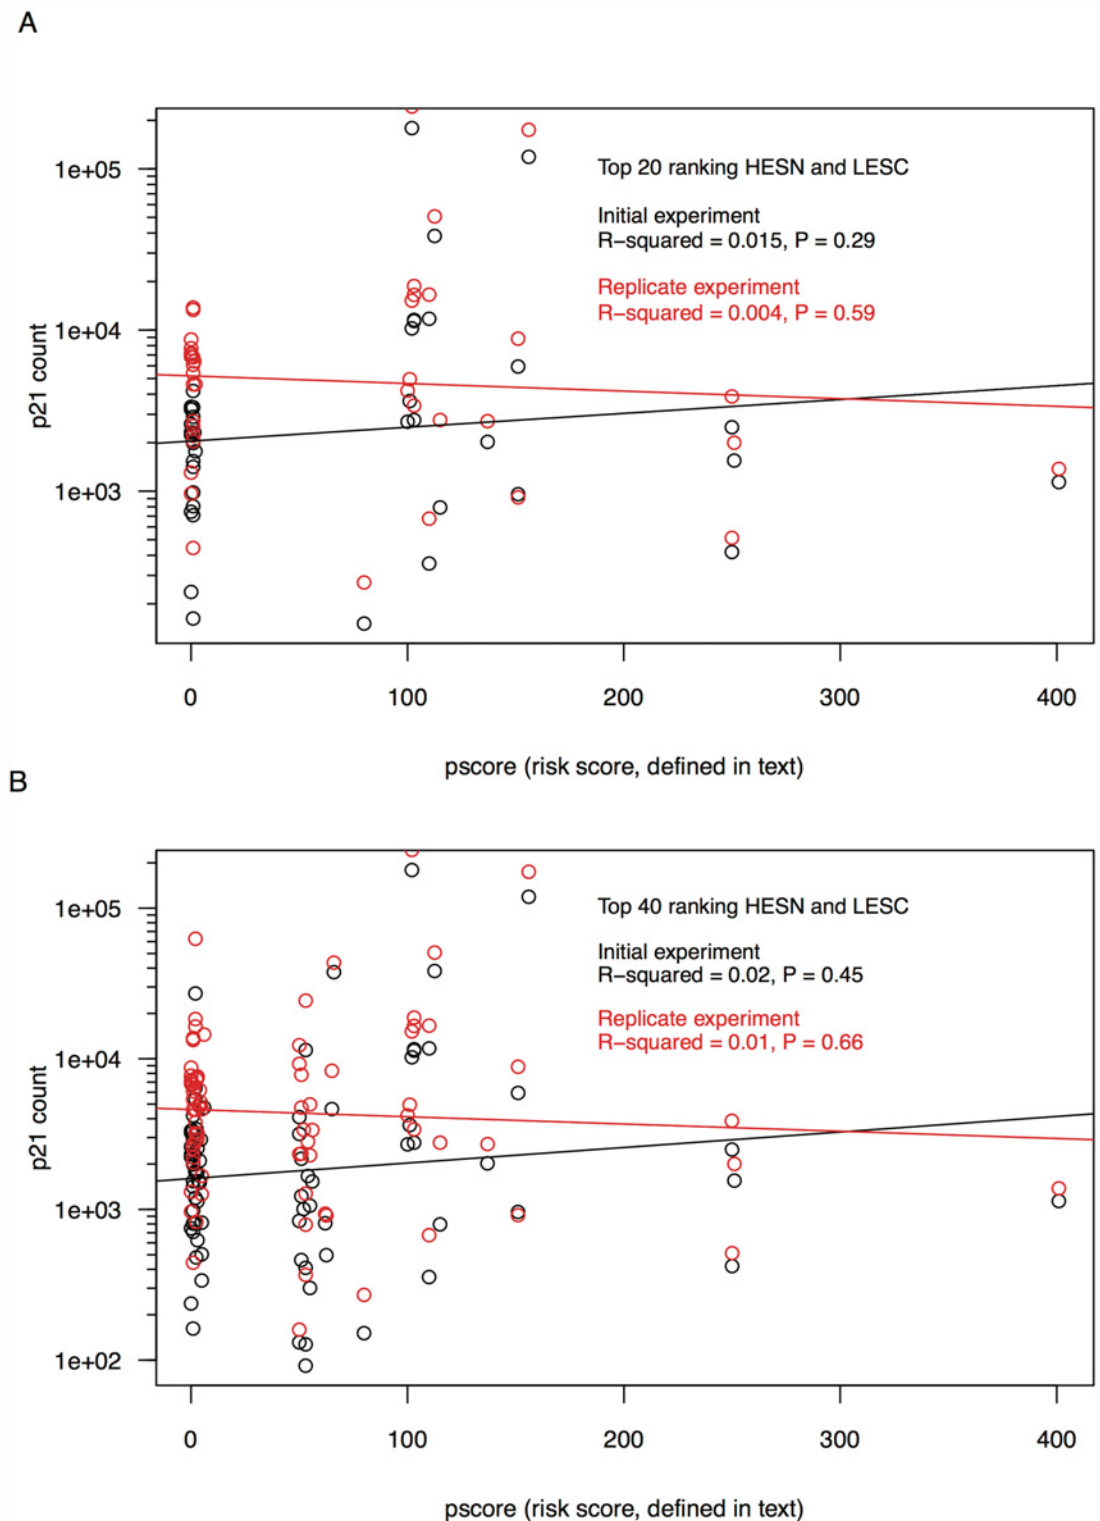 A
1e+05
1e+04
1e+03
p21 count
Top 20 ranking HESN and LESC
Initial experiment
R−squared = 0.015, P = 0.29
Replicate experiment
R−squared = 0.004, P = 0.59
0 100 200 300 400
pscore (risk score, defined in text)
B
1e+05
1e+04
1e+03
1e+02
p21 count
Top 40 ranking HESN and LESC
Initial experiment
R−squared = 0.02, P = 0.45
Replicate experiment
R−squared = 0.01, P = 0.66
0 100 200 300 400
pscore (risk score, defined in text)